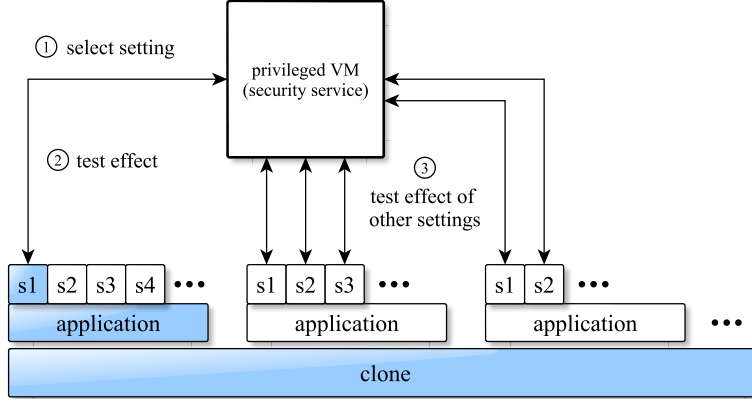 ① select setting
privileged VM
(security service)
② test effect
③
test effect of
other settings
s1 s2 s3 s4 •••
s1 s2 s3 •••
s1 s2 •••
application
application
application
•••
clone